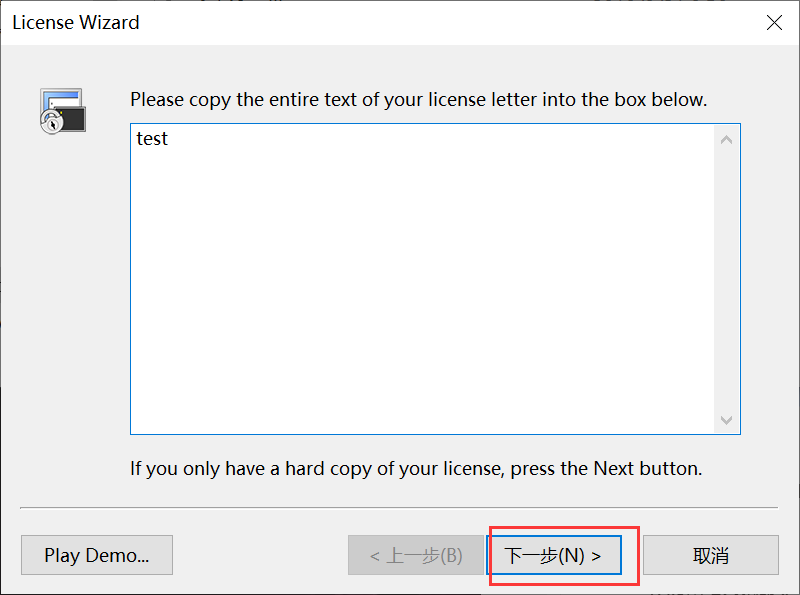 License Wizard
Please copy the entire text of your license letter into the box below.
test
If you only have a hard copy of your license, press the Next button.
Play Demo... < 上一步(B) 下一步(N) > 取消